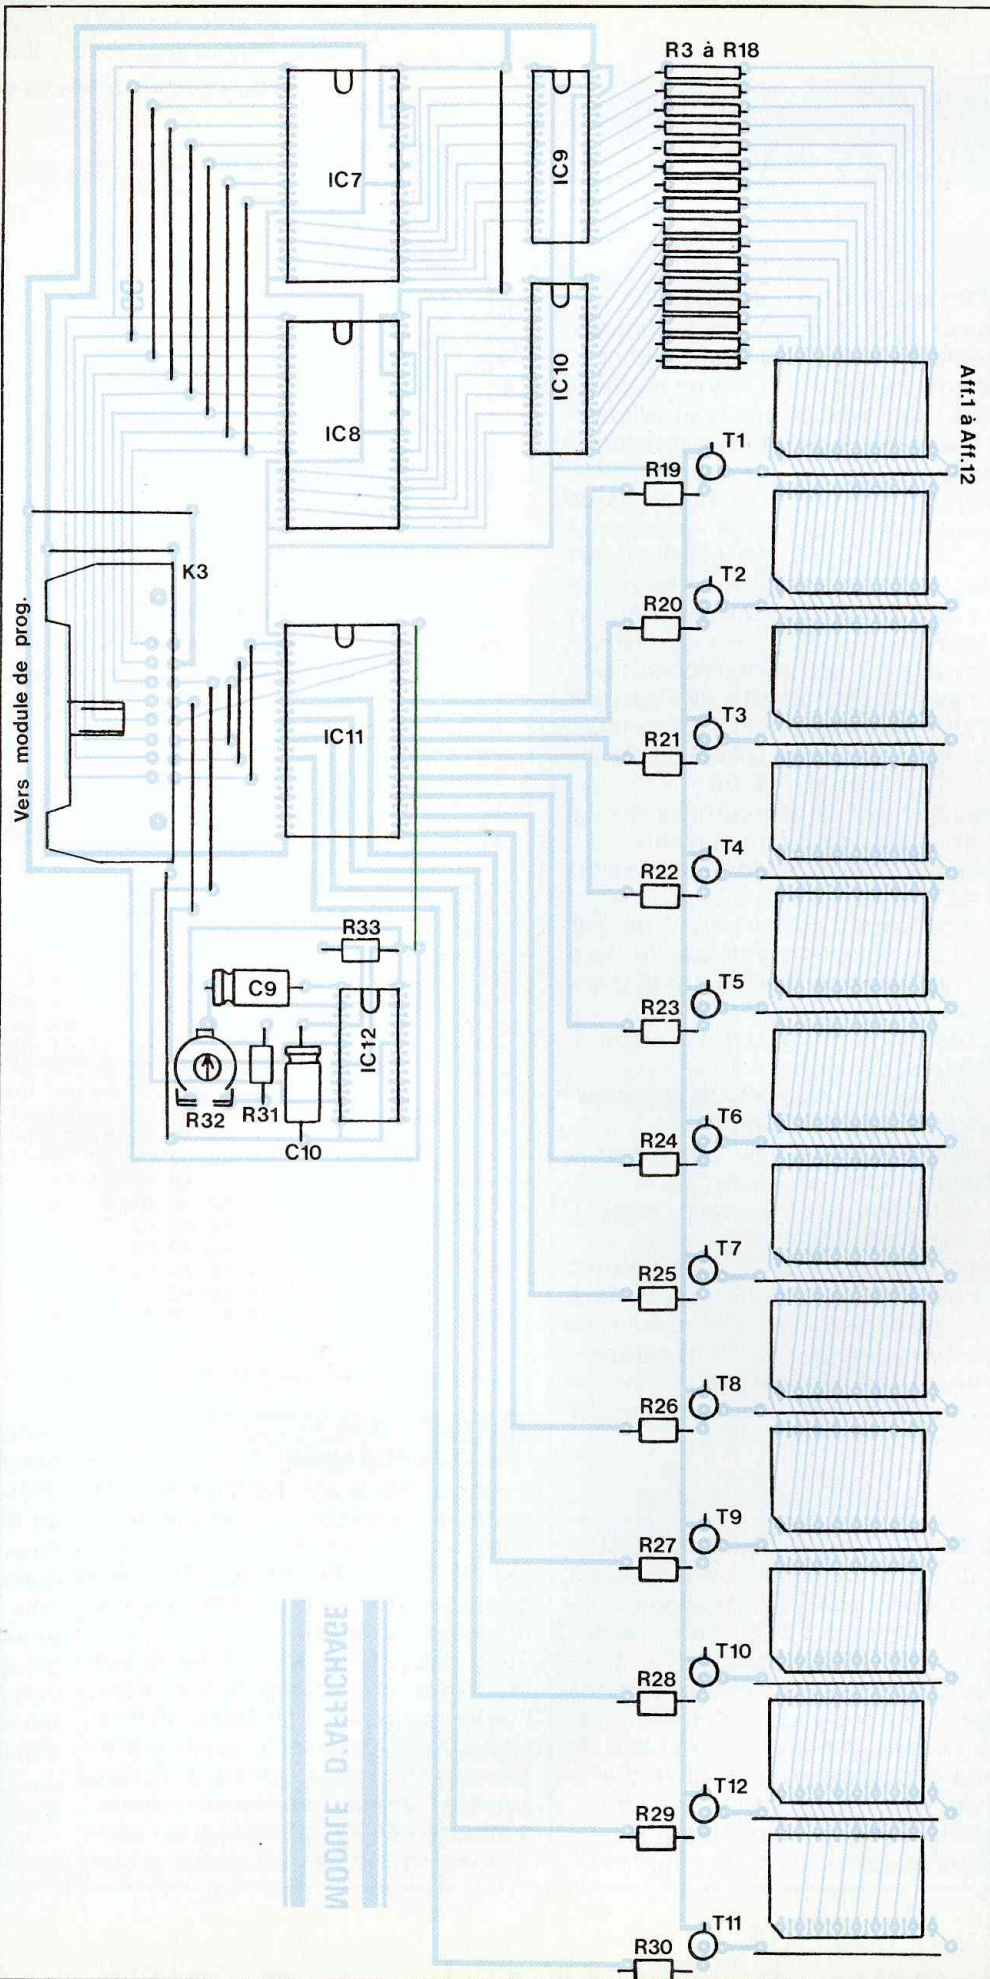 R3 à R18
IC7
IC9
IC8
IC10
Aff.1 à Aff.12
T1
R19
K3
T2
R20
Vers module de prog.
IC11
T3
R21
T4
R22
R33
C9
T5
R23
IC12
R32
R31
C10
T6
R24
T7
R25
T8
R26
T9
R27
T10
R28
MODULE D'AFFICHAGE
T12
R29
T11
R30